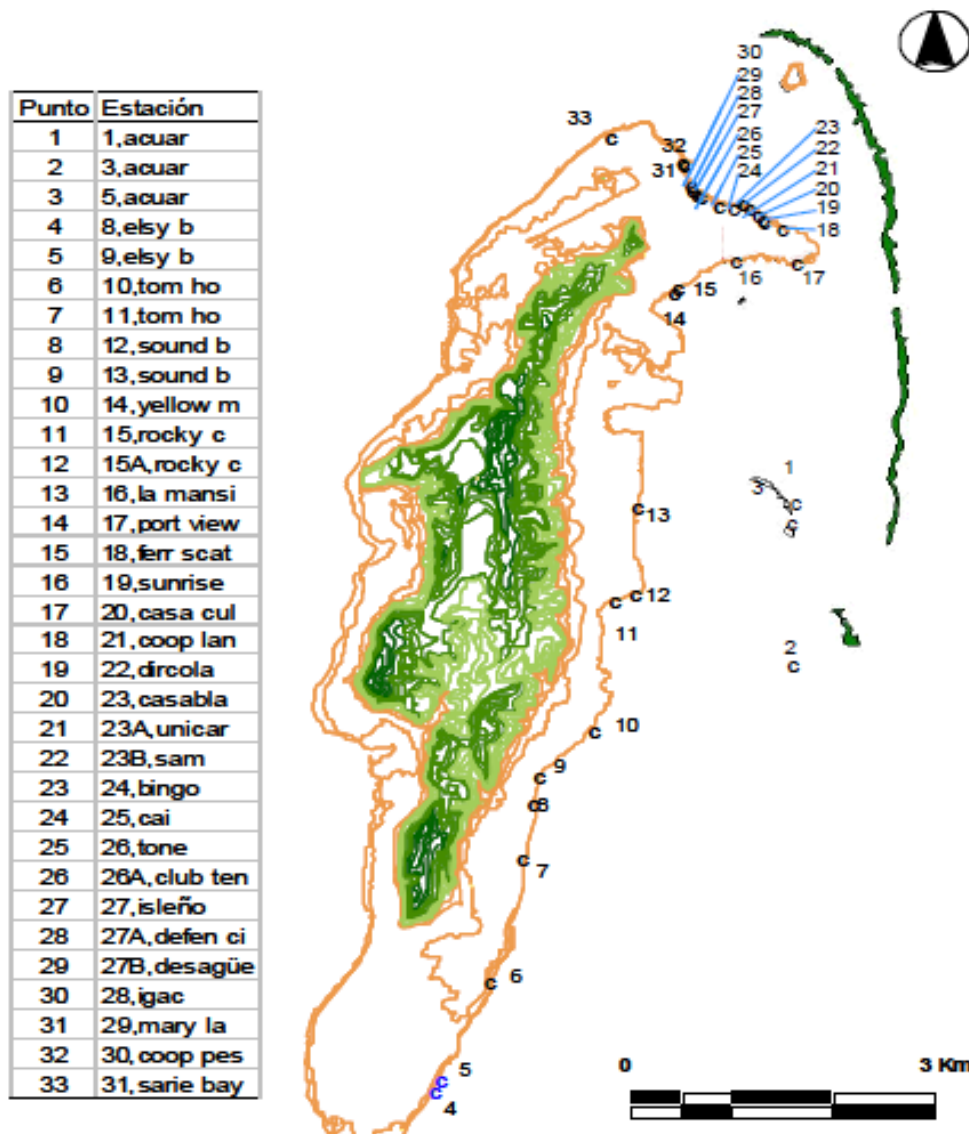 Punto Estación
1 1,acuar
2 3,acuar
3 5,acuar
4 8,elsy b
5 9,elsy b
6 10,tom ho
7 11,tom ho
8 12,sound b
9 13,sound b
10 14,yellow m
11 15,rocky c
12 15A,rocky c
13 16,la mansi
14 17,port view
15 18,ferr scat
16 19,sunrise
17 20,casa cul
18 21,coop lan
19 22,dircola
20 23,casabla
21 23A,unicar
22 23B,sam
23 24,bingo
24 25,cai
25 26,tone
26 26A,club ten
27 27,isleño
28 27A,defen ci
29 27B,desagüe
30 28,igac
31 29,mary la
32 30,coop pes
33 31,sarie bay
30
29
28
27
26
25
24
23
22
21
20
19
18
33
32
31
17
16
15
14
1
3
13
12
11
2
10
9
8
7
6
5
4
0 3 Km